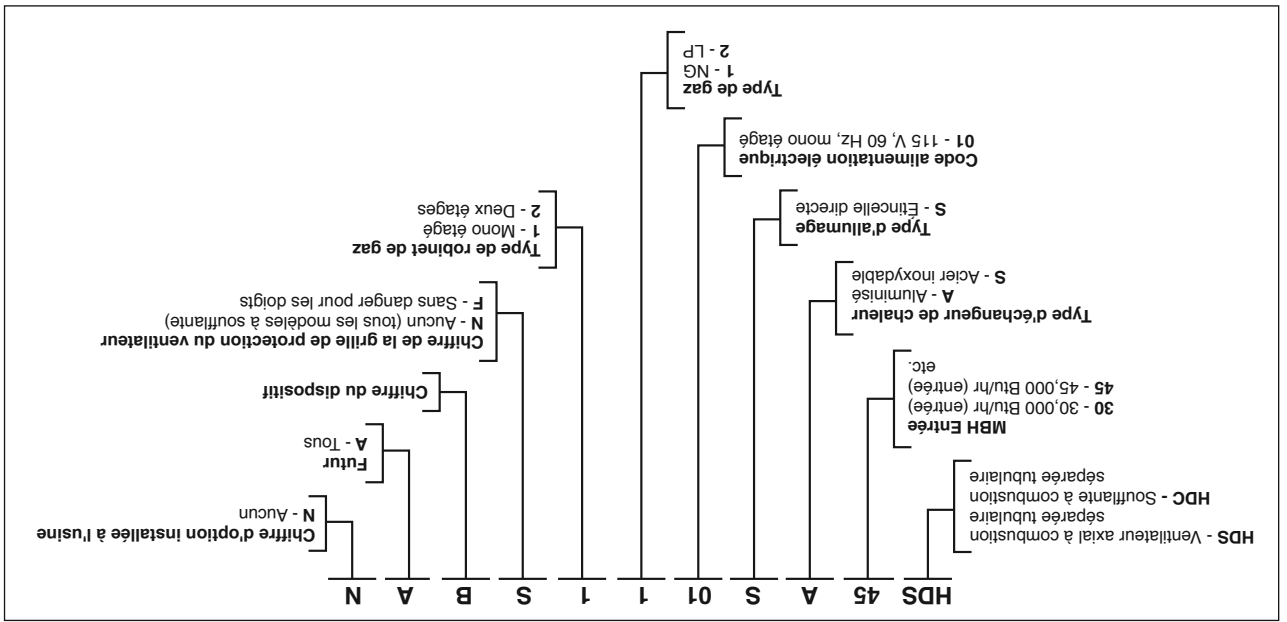 HDS 45 A S 01 1 1 S B A N
HDS - Ventilateur axial à combustion
séparée tubulaire
HDC - Soufflante à combustion
séparée tubulaire
MBH Entrée
30 - 30,000 Btu/hr (entrée)
45 - 45,000 Btu/hr (entrée)
etc.
Type d'échangeur de chaleur
A - Aluminisé
S - Acier inoxydable
Type d'allumage
S - Étincelle directe
Code alimentation électrique
01 - 115 V, 60 Hz, mono étagé
Type de gaz
1 - NG
2 - LP
Type de robinet de gaz
1 - Mono étagé
2 - Deux étages
Chiffre de la grille de protection du ventilateur
N - Aucun (tous les modèles à soufflante)
F - Sans danger pour les doigts
Chiffre du dispositif
Futur
A - Tous
Chiffre d'option installée à l'usine
N - Aucun